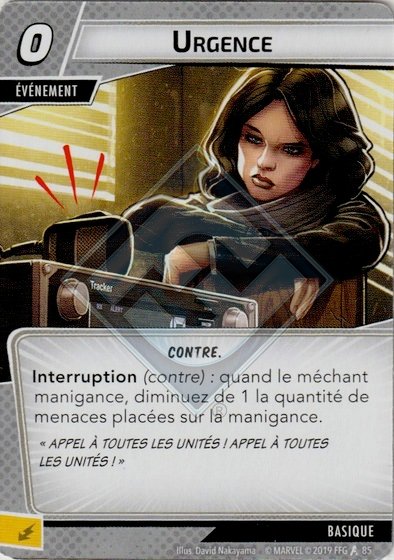 0
URGENCE
ÉVÉNEMENT
Tracker
ALERT
CONTRE.
Interruption (contre) : quand le méchant
manigance, diminuez de 1 la quantité de
menaces placées sur la manigance.
« APPEL À TOUTES LES UNITÉS ! APPEL À TOUTES
LES UNITÉS ! »
®
BASIQUE
Illus. David Nakayama © MARVEL © 2019 FFG 85